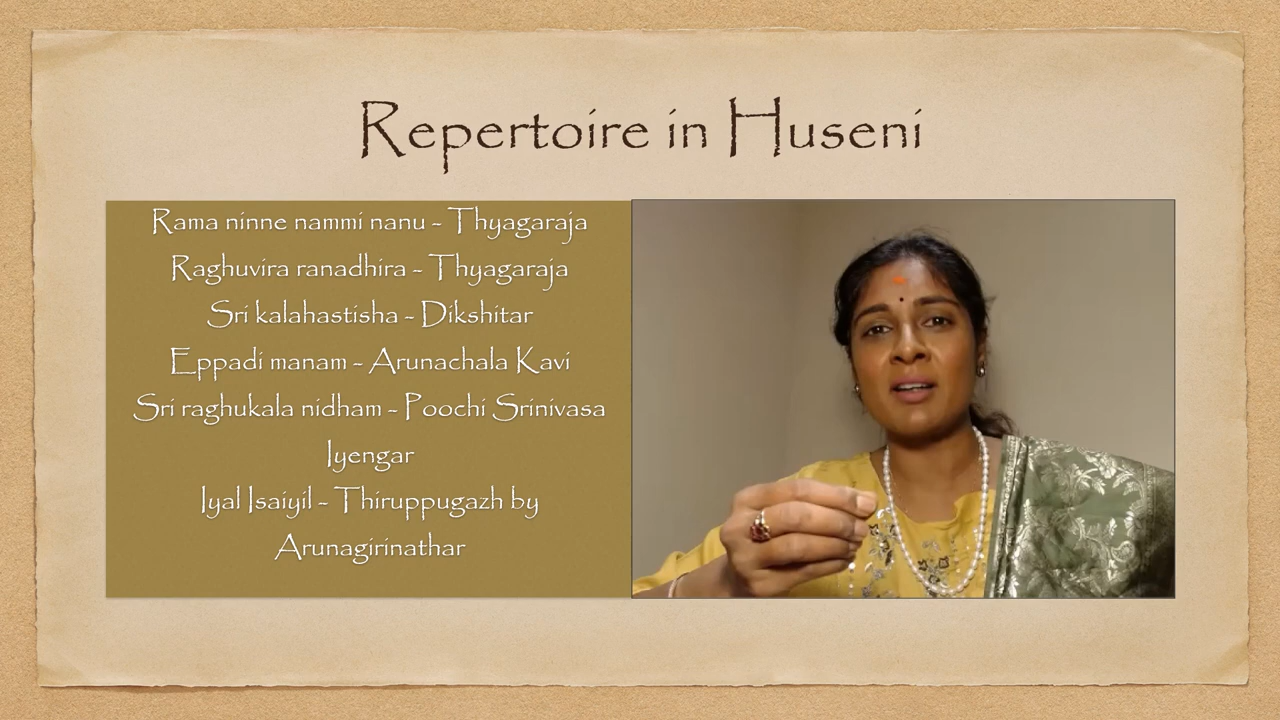 Repertoire in Huseni
Rama ninne nammi nanu - Thyagaraja
Raghuvira ranadhira - Thyagaraja
Sri kalahastisha - Dikshitar
Eppadi manam - Arunachala Kavi
Sri raghukala nidham - Poochi Srinivasa
Iyengar
Iyal Isaiyil - Thiruppugazh by
Arunagirinathar